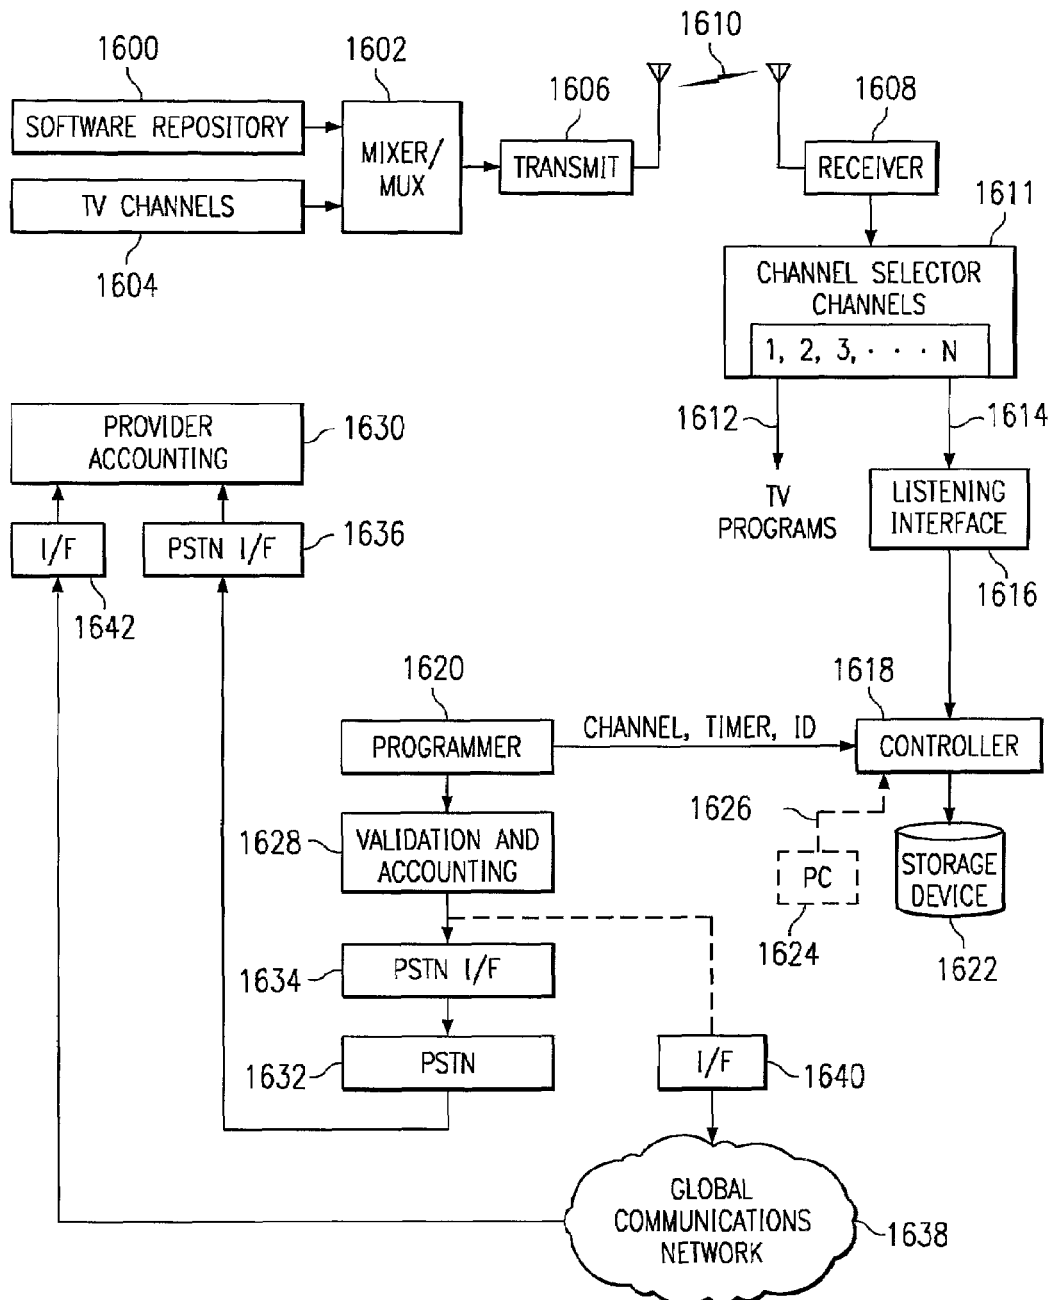 1600
1602
1610
1606
1608
SOFTWARE REPOSITORY
MIXER/
MUX
TRANSMIT
RECEIVER
TV CHANNELS
1604
1611
CHANNEL SELECTOR
CHANNELS
1, 2, 3, · · · N
1612
1614
TV
PROGRAMS
LISTENING
INTERFACE
1616
PROVIDER
ACCOUNTING
1630
I/F
PSTN I/F
1636
1642
1620
1618
PROGRAMMER
CHANNEL, TIMER, ID
CONTROLLER
1626
1628
VALIDATION AND
ACCOUNTING
PC
1624
STORAGE
DEVICE
1622
1634
PSTN I/F
1632
PSTN
I/F
1640
GLOBAL
COMMUNICATIONS
NETWORK
1638